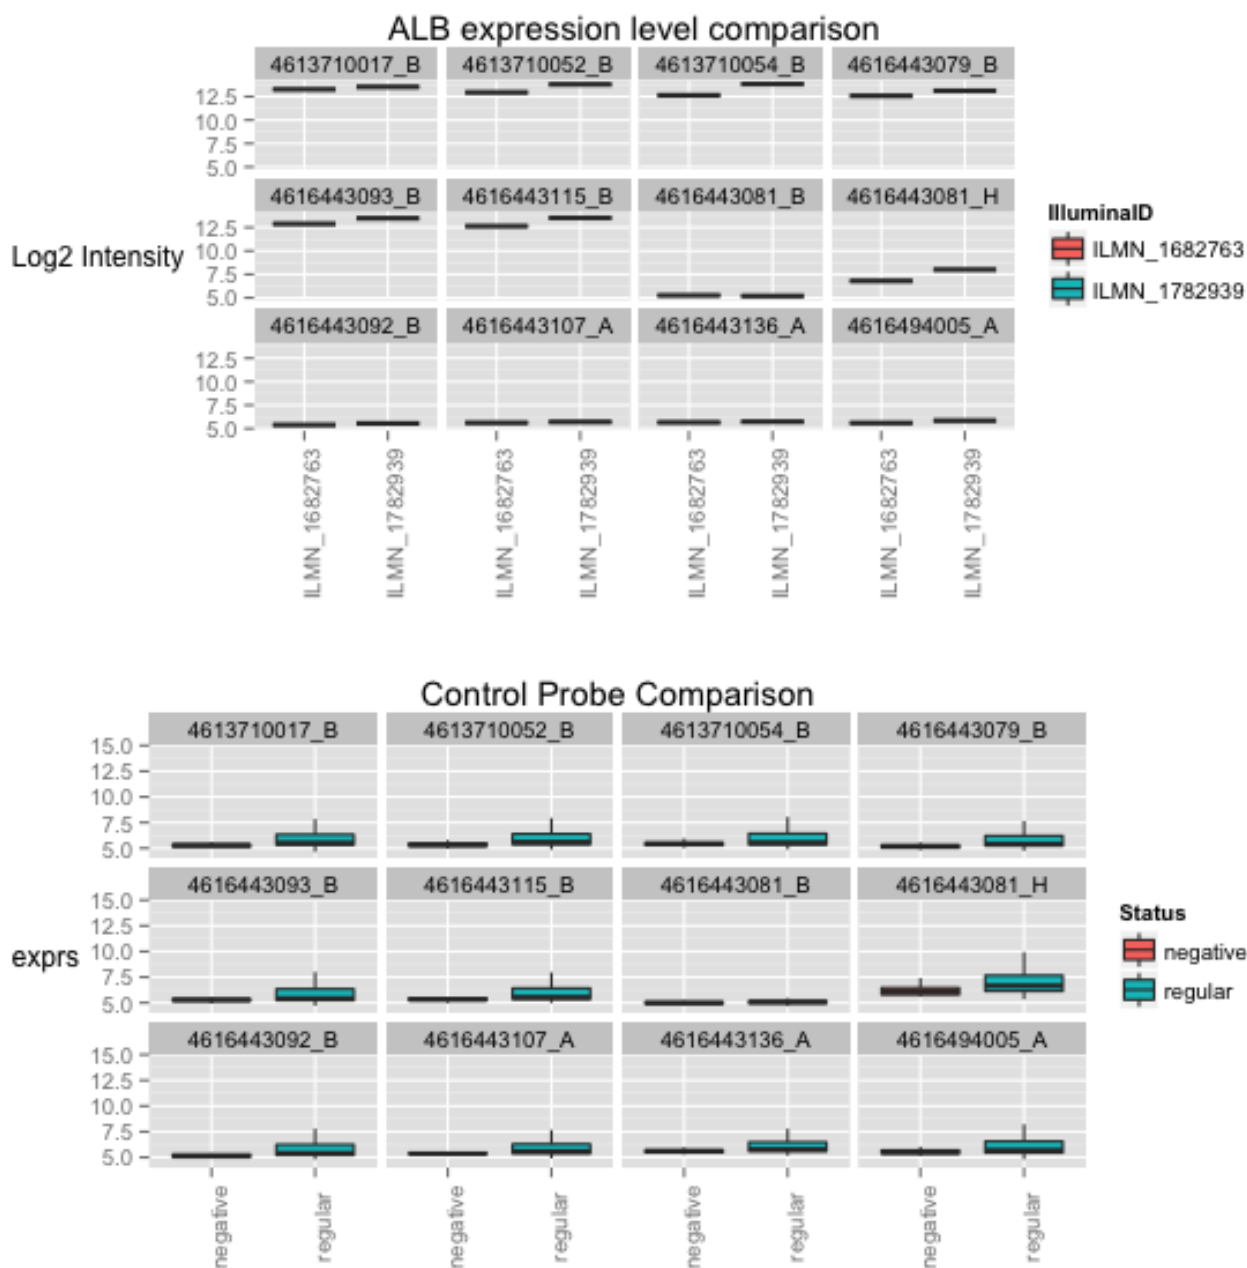 ALB expression level comparison
4613710017_B 4613710052_B 4613710054_B 4616443079_B
12.5
10.0
7.5
5.0
4616443093_B 4616443115_B 4616443081_B 4616443081_H
12.5
10.0
7.5
5.0
Log2 Intensity
IlluminaID
ILMN_1682763
ILMN_1782939
4616443092_B 4616443107_A 4616443136_A 4616494005_A
12.5
10.0
7.5
5.0
ILMN_1682763 ILMN_1782939 ILMN_1682763 ILMN_1782939 ILMN_1682763 ILMN_1782939 ILMN_1682763 ILMN_1782939
Control Probe Comparison
4613710017_B 4613710052_B 4613710054_B 4616443079_B
15.0
12.5
10.0
7.5
5.0
4616443093_B 4616443115_B 4616443081_B 4616443081_H
15.0
12.5
10.0
7.5
5.0
exprs
Status
negative
regular
4616443092_B 4616443107_A 4616443136_A 4616494005_A
15.0
12.5
10.0
7.5
5.0
negative regular negative regular negative regular negative regular